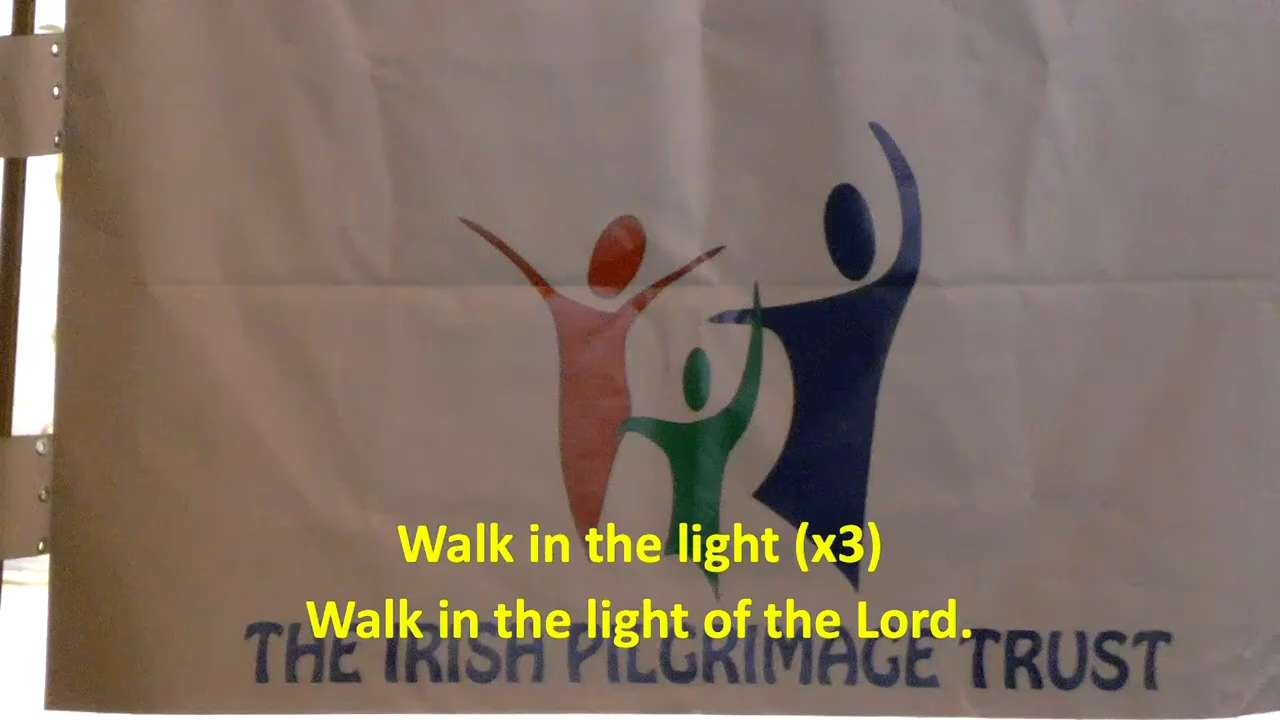 Walk in the light (x3)
Walk in the light of the Lord.
THE IRISH PILGRIMAGE TRUST